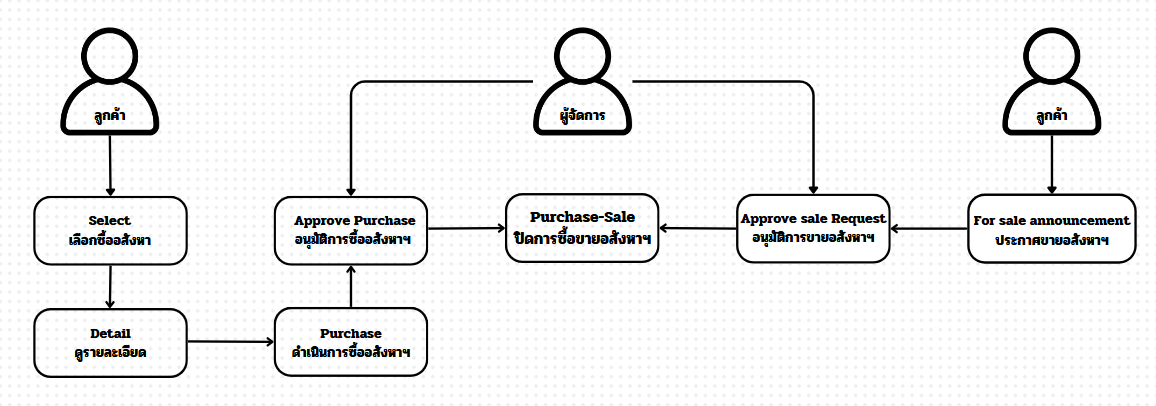 ลูกค้า
ผู้จัดการ
ลูกค้า
Select
เลือกซื้ออสังหา
Approve Purchase
อนุมัติการซื้ออสังหาฯ
Purchase-Sale
ปิดการซื้อขายอสังหาฯ
Approve sale Request
อนุมัติการขายอสังหาฯ
For sale announcement
ประกาศขายอสังหาฯ
Detail
ดูรายละเอียด
Purchase
ดำเนินการซื้ออสังหาฯ